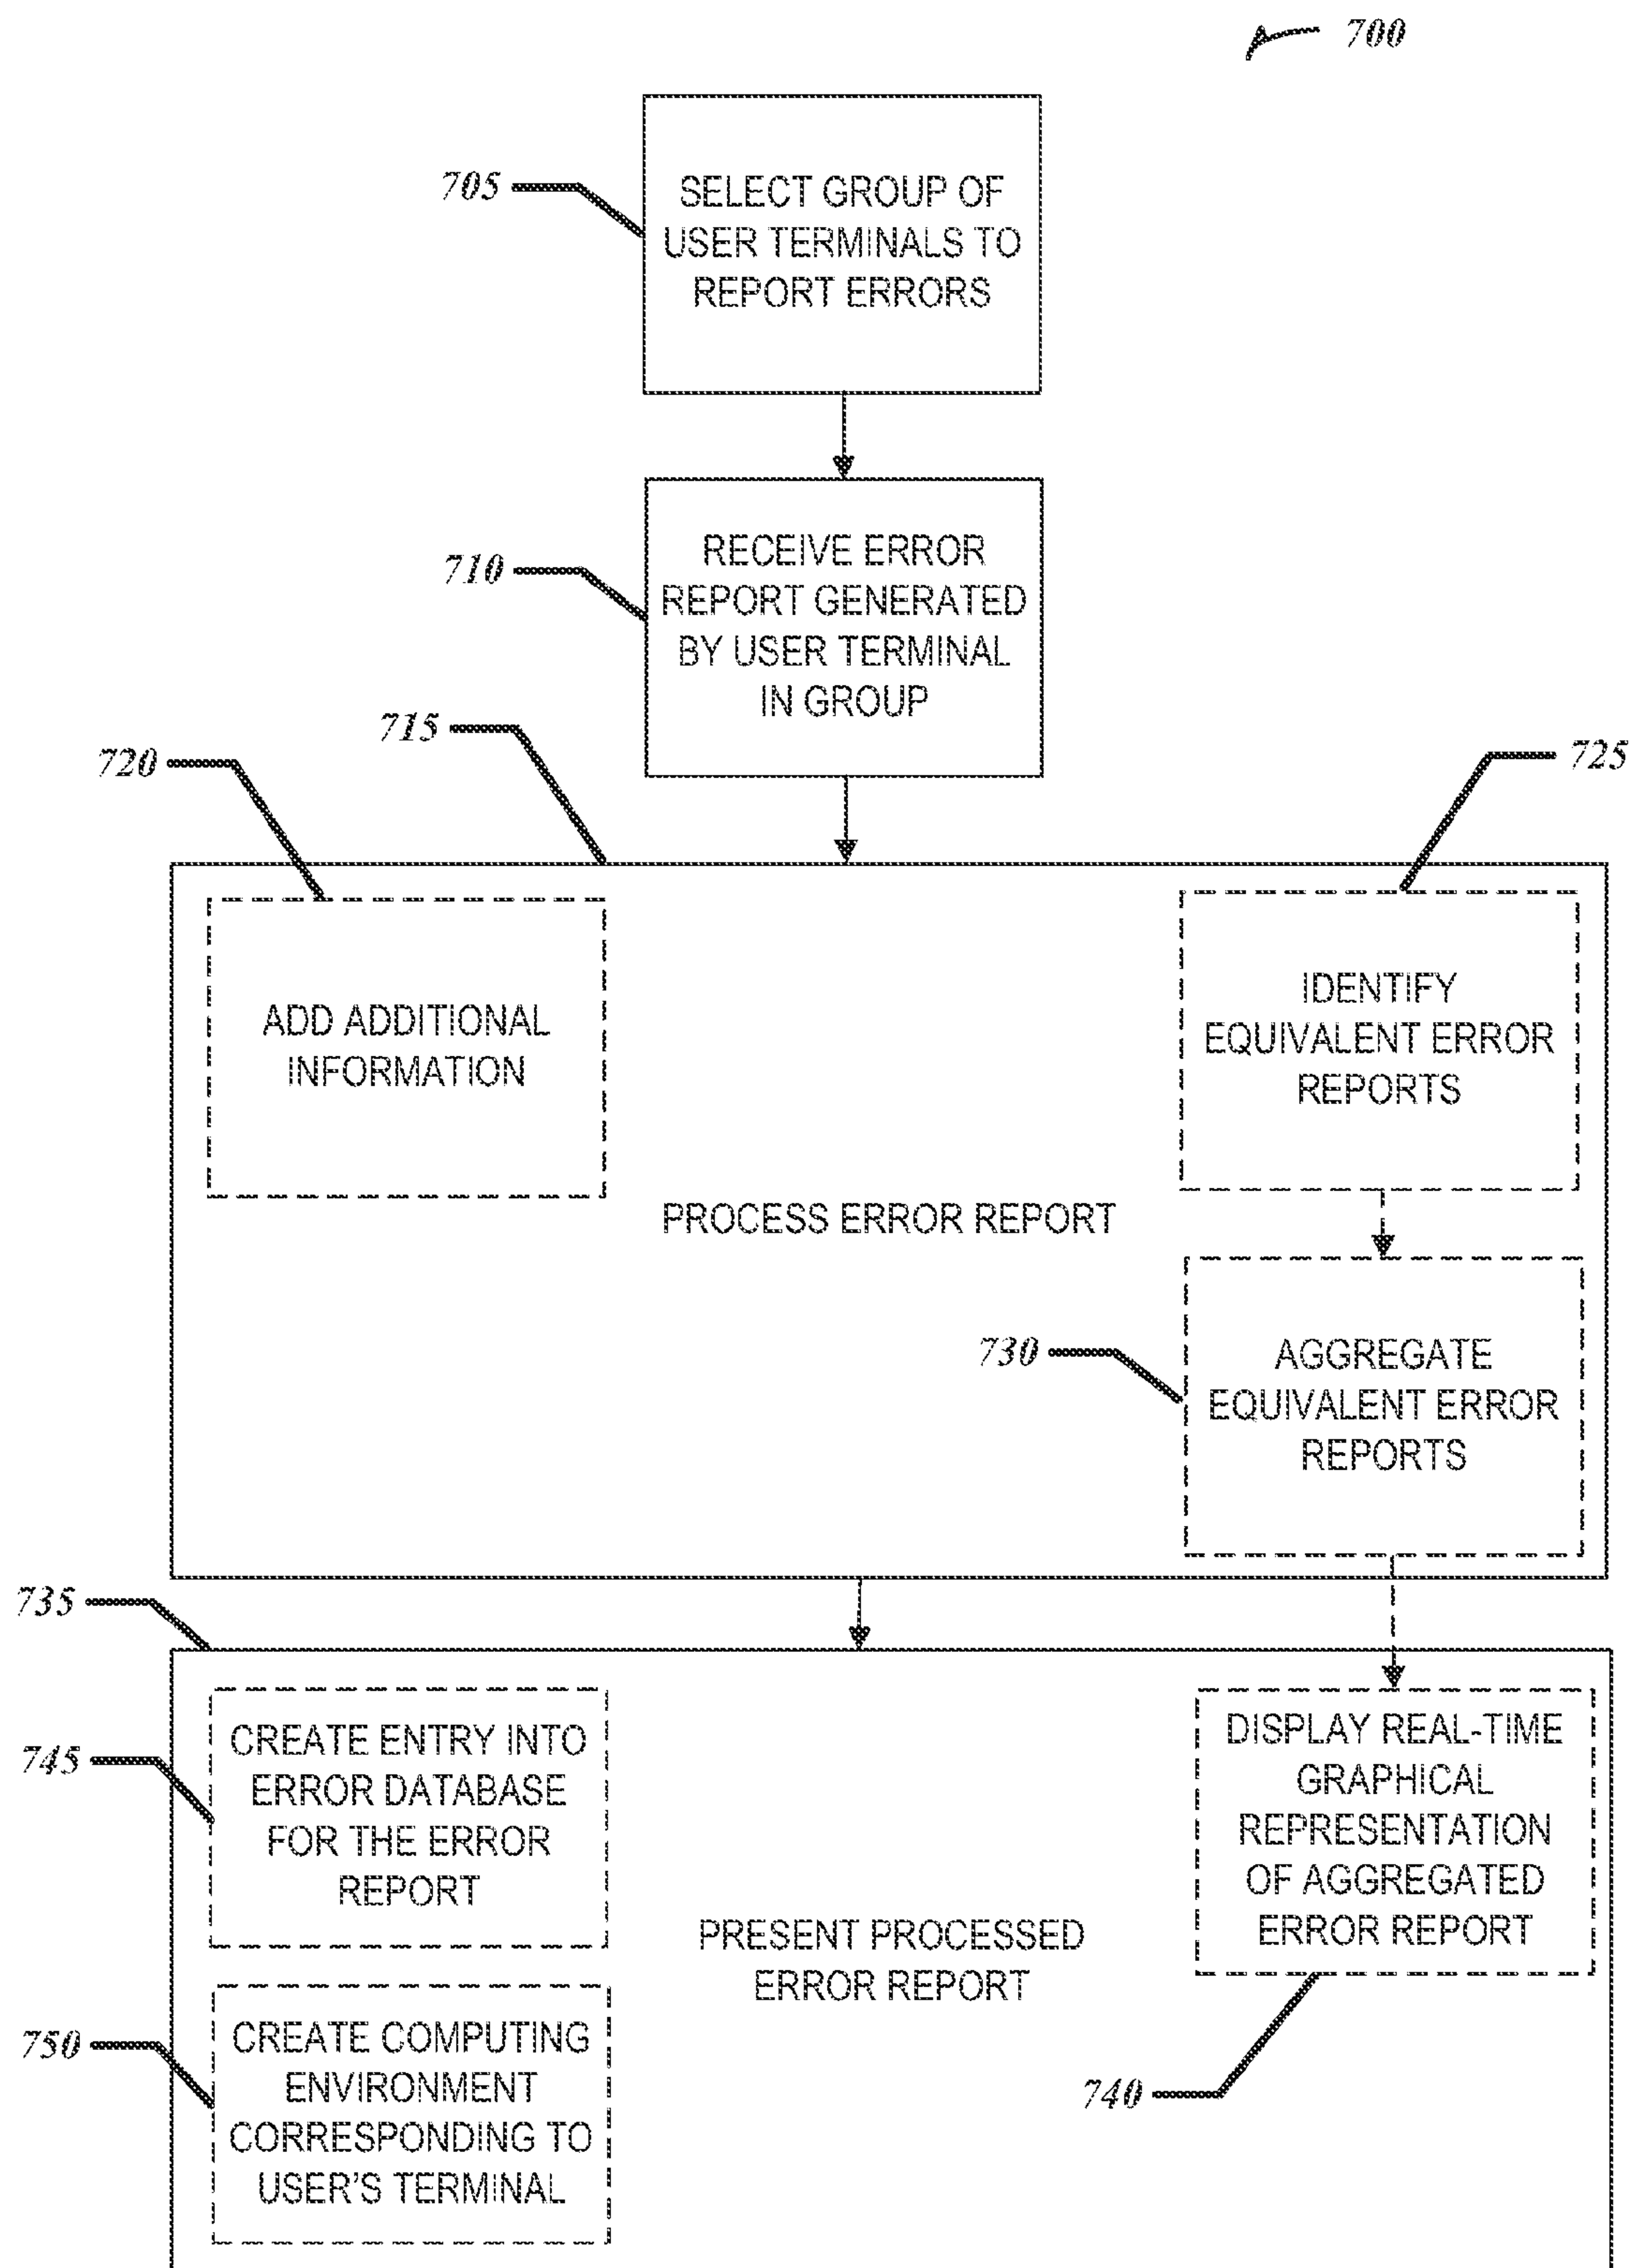 700
705
SELECT GROUP OF
USER TERMINALS TO
REPORT ERRORS
710
RECEIVE ERROR
REPORT GENERATED
BY USER TERMINAL
IN GROUP
715
720
725
ADD ADDITIONAL
INFORMATION
IDENTIFY
EQUIVALENT ERROR
REPORTS
PROCESS ERROR REPORT
730
AGGREGATE
EQUIVALENT ERROR
REPORTS
735
745
CREATE ENTRY INTO
ERROR DATABASE
FOR THE ERROR
REPORT
DISPLAY REAL-TIME
GRAPHICAL
REPRESENTATION
OF AGGREGATED
ERROR REPORT
PRESENT PROCESSED
ERROR REPORT
750
CREATE COMPUTING
ENVIRONMENT
CORRESPONDING TO
USER'S TERMINAL
740